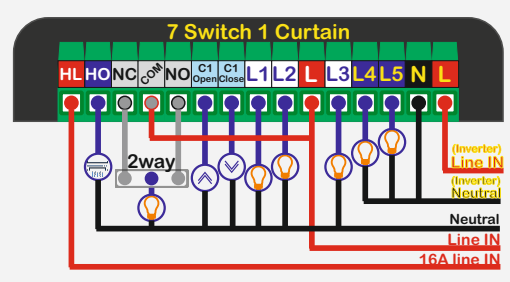 7 Switch 1 Curtain
HL HO NC COM NO C1 Open C1 Close L1 L2 L L3 L4 L5 N L
2way
(Inverter)
Line IN
(Inverter)
Neutral
Neutral
Line IN
16A line IN